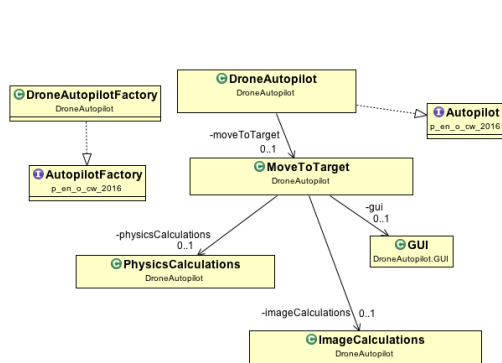 C DroneAutopilot
DroneAutopilot
C DroneAutopilotFactory
DroneAutopilot
I Autopilot
p_en_o_cw_2016
-moveToTarget
0..1
C MoveToTarget
DroneAutopilot
I AutopilotFactory
p_en_o_cw_2016
-gui
0..1
-physicsCalculations
0..1
C GUI
DroneAutopilot.GUI
C PhysicsCalculations
DroneAutopilot
-imageCalculations 0..1
C ImageCalculations
DroneAutopilot